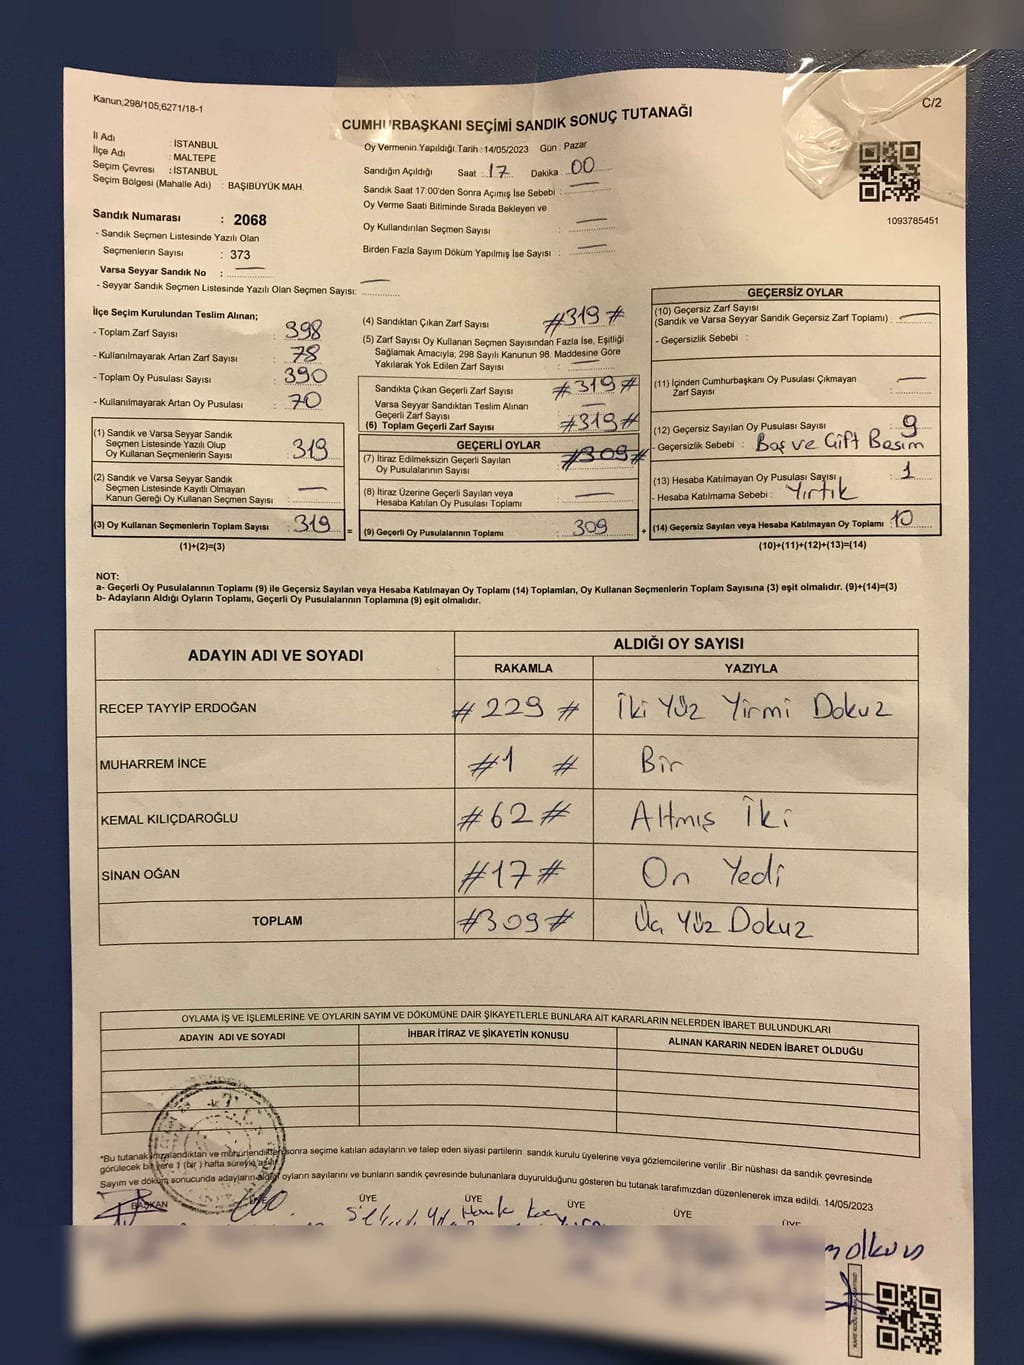 Kanun;298/105,6271/18-1
C/2
CUMHURBAŞKANI SEÇİMİ SANDIK SONUÇ TUTANAĞI
İl Adı : İSTANBUL
İlçe Adı : MALTEPE
Seçim Çevresi : İSTANBUL
Seçim Bölgesi (Mahalle Adı) : BAŞIBÜYÜK MAH.
Sandık Numarası : 2068
- Sandık Seçmen Listesinde Yazılı Olan
Seçmenlerin Sayısı : 373
Varsa Seyyar Sandık No : —
- Seyyar Sandık Seçmen Listesinde Yazılı Olan Seçmen Sayısı: —
Oy Vermenin Yapıldığı Tarih : 14/05/2023 Gün : Pazar
Sandığın Açıldığı Saat : 17 Dakika : 00
Sandık Saat 17:00'den Sonra Açımış İse Sebebi : —
Oy Verme Saati Bitiminde Sırada Bekleyen ve
Oy Kullandırılan Seçmen Sayısı : —
Birden Fazla Sayım Döküm Yapılmış İse Sayısı : —
1093785451
İlçe Seçim Kurulundan Teslim Alınan;
- Toplam Zarf Sayısı : 398
- Kullanılmayarak Artan Zarf Sayısı : 78
- Toplam Oy Pusulası Sayısı : 390
- Kullanılmayarak Artan Oy Pusulası : 70
(1) Sandık ve Varsa Seyyar Sandık
Seçmen Listesinde Yazılı Olup
Oy Kullanan Seçmenlerin Sayısı : 319
(2) Sandık ve Varsa Seyyar Sandık
Seçmen Listesinde Kayıtlı Olmayan
Kanun Gereği Oy Kullanan Seçmen Sayısı : —
(3) Oy Kullanan Seçmenlerin Toplam Sayısı : 319 =
(1)+(2)=(3)
(4) Sandıktan Çıkan Zarf Sayısı : #319#
(5) Zarf Sayısı Oy Kullanan Seçmen Sayısından Fazla İse, Eşitliği
Sağlamak Amacıyla; 298 Sayılı Kanunun 98. Maddesine Göre
Yakılarak Yok Edilen Zarf Sayısı : —
Sandıkta Çıkan Geçerli Zarf Sayısı : #319#
Varsa Seyyar Sandıktan Teslim Alınan
Geçerli Zarf Sayısı : —
(6) Toplam Geçerli Zarf Sayısı : #319#
GEÇERLİ OYLAR
(7) İtiraz Edilmeksizin Geçerli Sayılan
Oy Pusulalarının Sayısı : #309#
(8) İtiraz Üzerine Geçerli Sayılan veya
Hesaba Katılan Oy Pusulası Toplamı : —
(9) Geçerli Oy Pusulalarının Toplamı : 309 +
GEÇERSİZ OYLAR
(10) Geçersiz Zarf Sayısı
(Sandık ve Varsa Seyyar Sandık Geçersiz Zarf Toplamı) : —
- Geçersizlik Sebebi :
(11) İçinden Cumhurbaşkanı Oy Pusulası Çıkmayan
Zarf Sayısı : —
(12) Geçersiz Sayılan Oy Pusulası Sayısı : 9
- Geçersizlik Sebebi : Boş ve Çift Basım
(13) Hesaba Katılmayan Oy Pusulası Sayısı : 1
- Hesaba Katılmama Sebebi : Yırtık
(14) Geçersiz Sayılan veya Hesaba Katılmayan Oy Toplamı : 10
(10)+(11)+(12)+(13)=(14)
NOT:
a- Geçerli Oy Pusulalarının Toplamı (9) ile Geçersiz Sayılan veya Hesaba Katılmayan Oy Toplamı (14) Toplamları, Oy Kullanan Seçmenlerin Toplam Sayısına (3) eşit olmalıdır. (9)+(14)=(3)
b- Adayların Aldığı Oyların Toplamı, Geçerli Oy Pusulalarının Toplamına (9) eşit olmalıdır.
ADAYIN ADI VE SOYADI
ALDIĞI OY SAYISI
RAKAMLA YAZIYLA
RECEP TAYYİP ERDOĞAN #229# İki Yüz Yirmi Dokuz
MUHARREM İNCE #1 # Bir
KEMAL KILIÇDAROĞLU #62# Altmış İki
SİNAN OĞAN #17# On Yedi
TOPLAM #309# Üç Yüz Dokuz
OYLAMA İŞ VE İŞLEMLERİNE VE OYLARIN SAYIM VE DÖKÜMÜNE DAİR ŞİKAYETLERLE BUNLARA AİT KARARLARIN NELERDEN İBARET BULUNDUKLARI
ADAYIN ADI VE SOYADI İHBAR İTİRAZ VE ŞİKAYETİN KONUSU ALINAN KARARIN NEDEN İBARET OLDUĞU
*Bu tutanak imzalandıktan ve mühürlendikten sonra seçime katılan adayların ve talep eden siyasi partilerin sandık kurulu üyelerine veya gözlemcilerine verilir .Bir nüshası da sandık çevresinde
görülecek bir yere 1 (bir ) hafta süreyle asılır.
Sayım ve döküm sonucunda adayların aldığı oyların sayılarını ve bunların sandık çevresinde bulunanlara duyurulduğunu gösteren bu tutanak tarafımızdan düzenlenerek imza edildi. 14/05/2023
BAŞKAN ÜYE ÜYE ÜYE ÜYE ÜYE